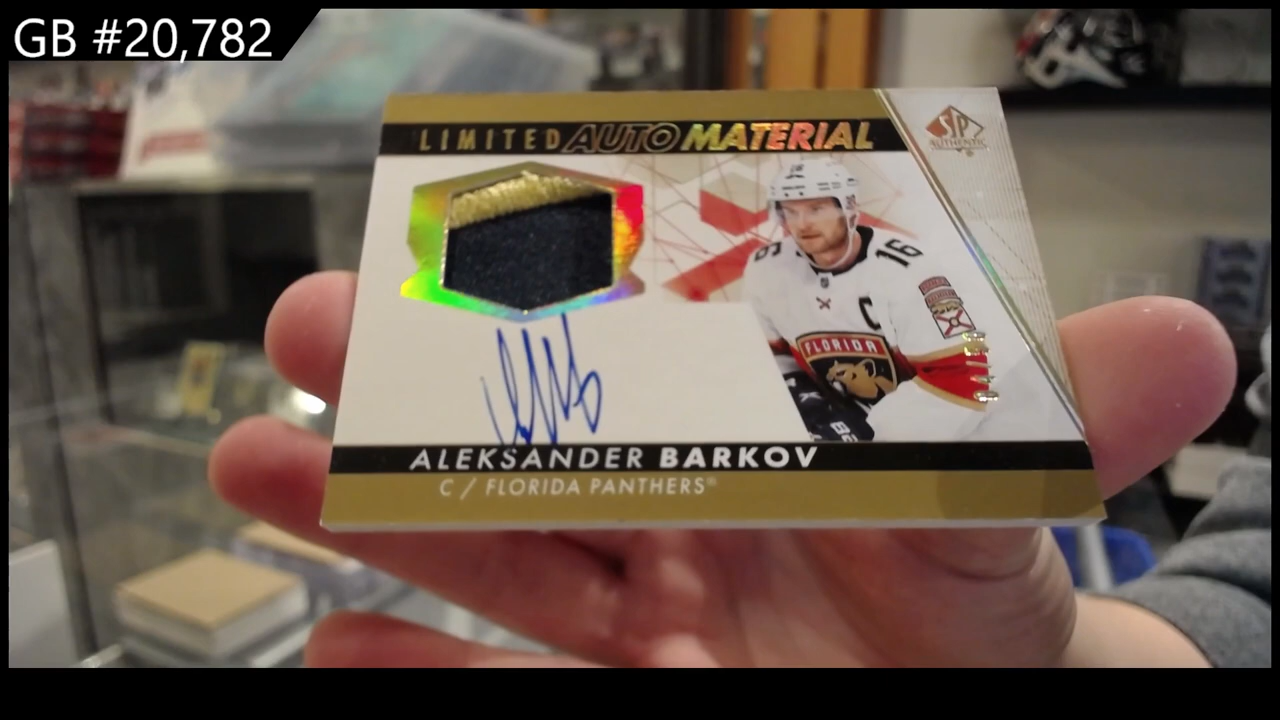 GB #20,782
LIMITED AUTO MATERIAL
SP
AUTHENTIC
16
C
FLORIDA
ALEKSANDER BARKOV
C / FLORIDA PANTHERS